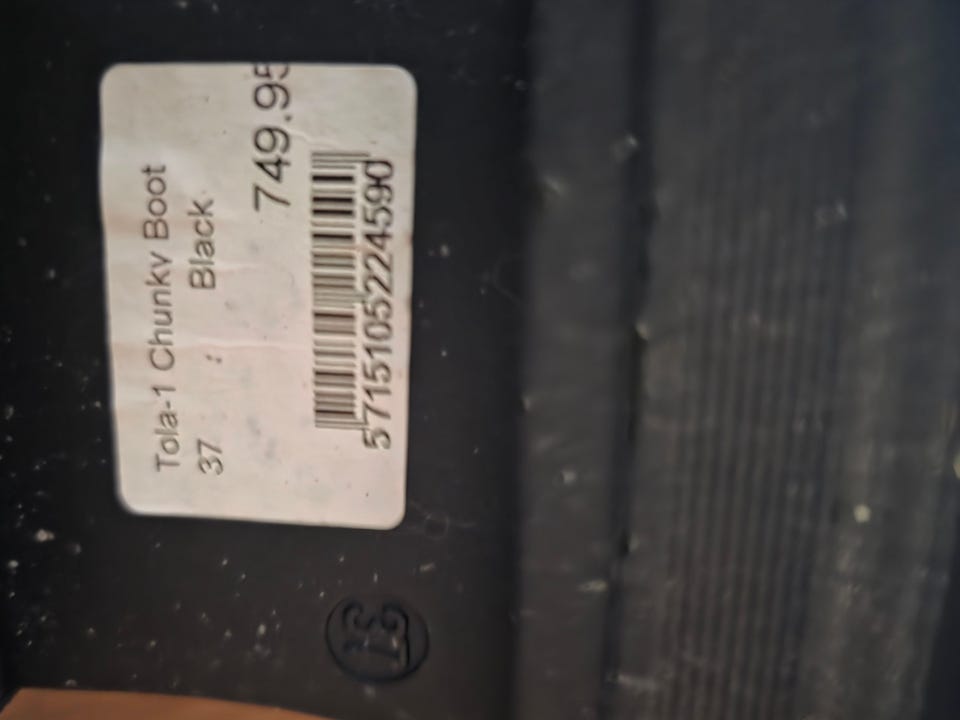 Tola-1 Chunky Boot
37 : Black
749.95
5715105224590
37